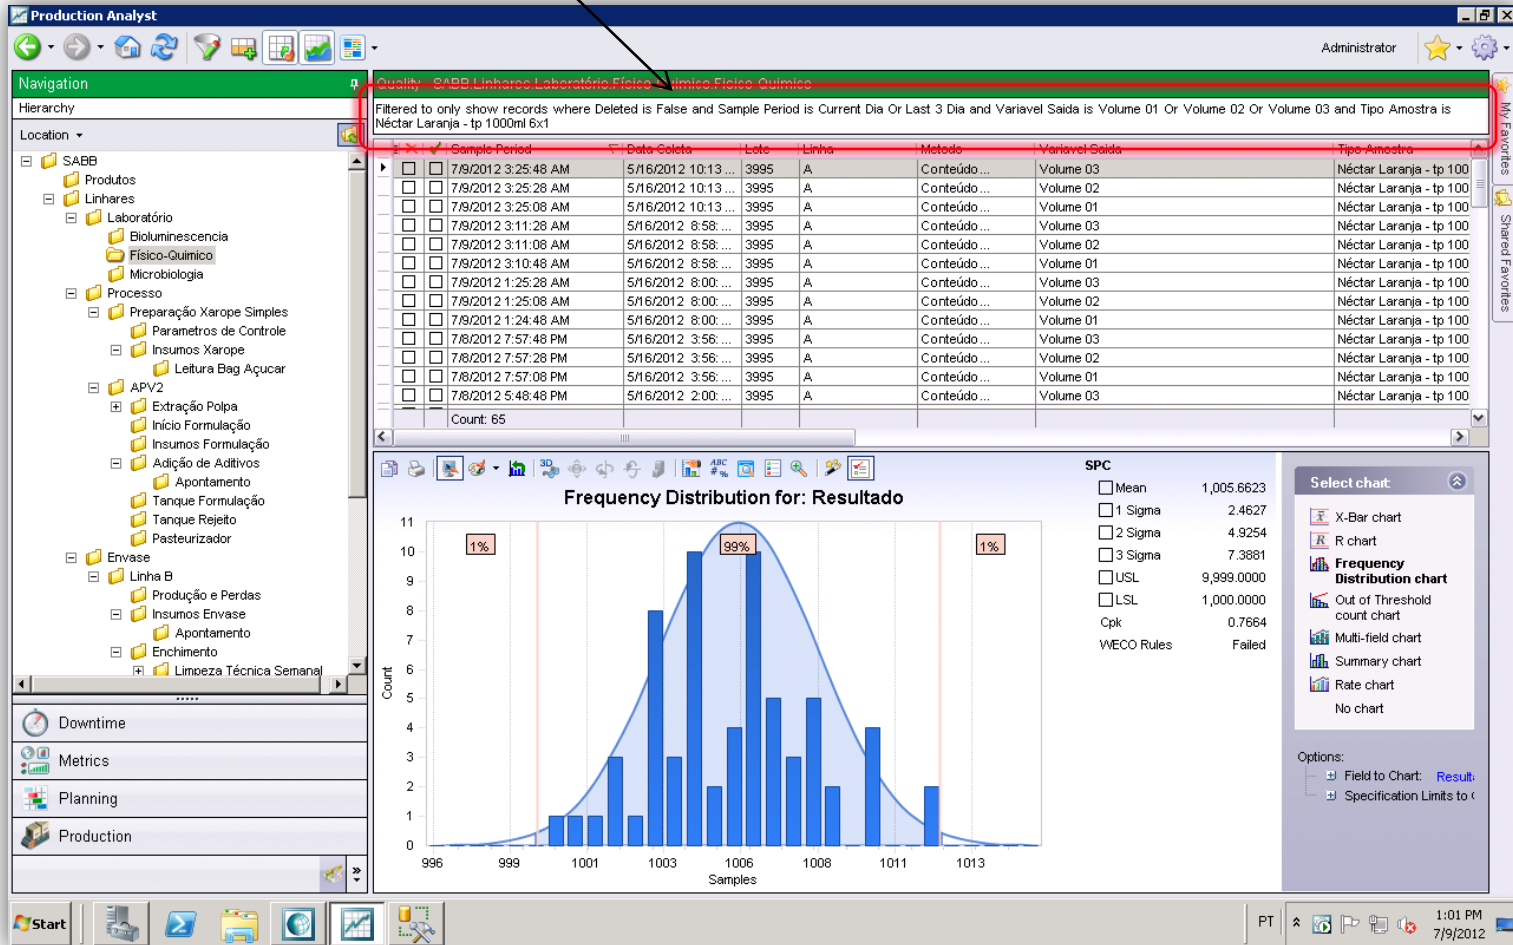 Production Analyst
Administrator
Navigation
Hierarchy
Location
SABB
Produtos
Linhares
Laboratório
Bioluminescencia
Físico-Quimico
Microbiologia
Processo
Preparação Xarope Simples
Parametros de Controle
Insumos Xarope
Leitura Bag Açucar
APV2
Extração Polpa
Início Formulação
Insumos Formulação
Adição de Aditivos
Apontamento
Tanque Formulação
Tanque Rejeito
Pasteurizador
Envase
Linha B
Produção e Perdas
Insumos Envase
Apontamento
Enchimento
Limpeza Técnica Semanal
Downtime
Metrics
Planning
Production
Quality - SABB.Linhares.Laboratório.Físico-Quimico.Fisico-Quimico
Filtered to only show records where Deleted is False and Sample Period is Current Dia Or Last 3 Dia and Variavel Saida is Volume 01 Or Volume 02 Or Volume 03 and Tipo Amostra is
Néctar Laranja - tp 1000ml 6x1
Sample Period Data Coleta Lote Linha Metodo Variavel Saida Tipo Amostra
7/9/2012 3:25:48 AM 5/16/2012 10:13 ... 3995 A Conteúdo ... Volume 03 Néctar Laranja - tp 100
7/9/2012 3:25:28 AM 5/16/2012 10:13 ... 3995 A Conteúdo ... Volume 02 Néctar Laranja - tp 100
7/9/2012 3:25:08 AM 5/16/2012 10:13 ... 3995 A Conteúdo ... Volume 01 Néctar Laranja - tp 100
7/9/2012 3:11:28 AM 5/16/2012 8:58: ... 3995 A Conteúdo ... Volume 03 Néctar Laranja - tp 100
7/9/2012 3:11:08 AM 5/16/2012 8:58: ... 3995 A Conteúdo ... Volume 02 Néctar Laranja - tp 100
7/9/2012 3:10:48 AM 5/16/2012 8:58: ... 3995 A Conteúdo ... Volume 01 Néctar Laranja - tp 100
7/9/2012 1:25:28 AM 5/16/2012 8:00: ... 3995 A Conteúdo ... Volume 03 Néctar Laranja - tp 100
7/9/2012 1:25:08 AM 5/16/2012 8:00: ... 3995 A Conteúdo ... Volume 02 Néctar Laranja - tp 100
7/9/2012 1:24:48 AM 5/16/2012 8:00: ... 3995 A Conteúdo ... Volume 01 Néctar Laranja - tp 100
7/8/2012 7:57:48 PM 5/16/2012 3:56: ... 3995 A Conteúdo ... Volume 03 Néctar Laranja - tp 100
7/8/2012 7:57:28 PM 5/16/2012 3:56: ... 3995 A Conteúdo ... Volume 02 Néctar Laranja - tp 100
7/8/2012 7:57:08 PM 5/16/2012 3:56: ... 3995 A Conteúdo ... Volume 01 Néctar Laranja - tp 100
7/8/2012 5:48:48 PM 5/16/2012 2:00: ... 3995 A Conteúdo ... Volume 03 Néctar Laranja - tp 100
Count: 65
My Favorites
Shared Favorites
3D
ABC
#%
Frequency Distribution for: Resultado
1% 99% 1%
Count
11
10
9
8
7
6
5
4
3
2
1
0
996 999 1001 1003 1006 1008 1011 1013
Samples
SPC
Mean 1,005.6623
1 Sigma 2.4627
2 Sigma 4.9254
3 Sigma 7.3881
USL 9,999.0000
LSL 1,000.0000
Cpk 0.7664
WECO Rules Failed
Select chart
X-Bar chart
R chart
Frequency
Distribution chart
Out of Threshold
count chart
Multi-field chart
Summary chart
Rate chart
No chart
Options:
Field to Chart: Result
Specification Limits to
Start
PT
1:01 PM
7/9/2012